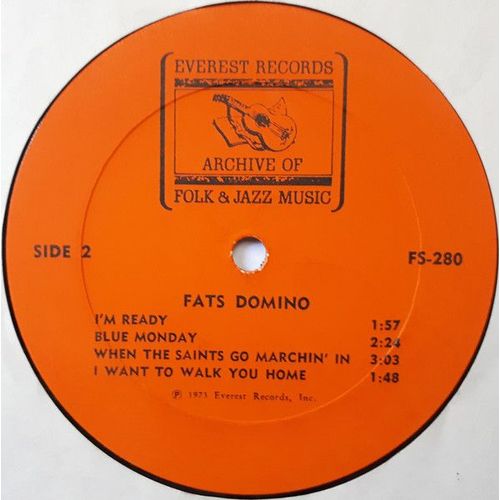 EVEREST RECORDS
ARCHIVE OF
FOLK & JAZZ MUSIC
SIDE 2 FS-280
FATS DOMINO
I'M READY 1:57
BLUE MONDAY 2:24
WHEN THE SAINTS GO MARCHIN' IN 3:03
I WANT TO WALK YOU HOME 1:48
℗ 1973 Everest Records, Inc.